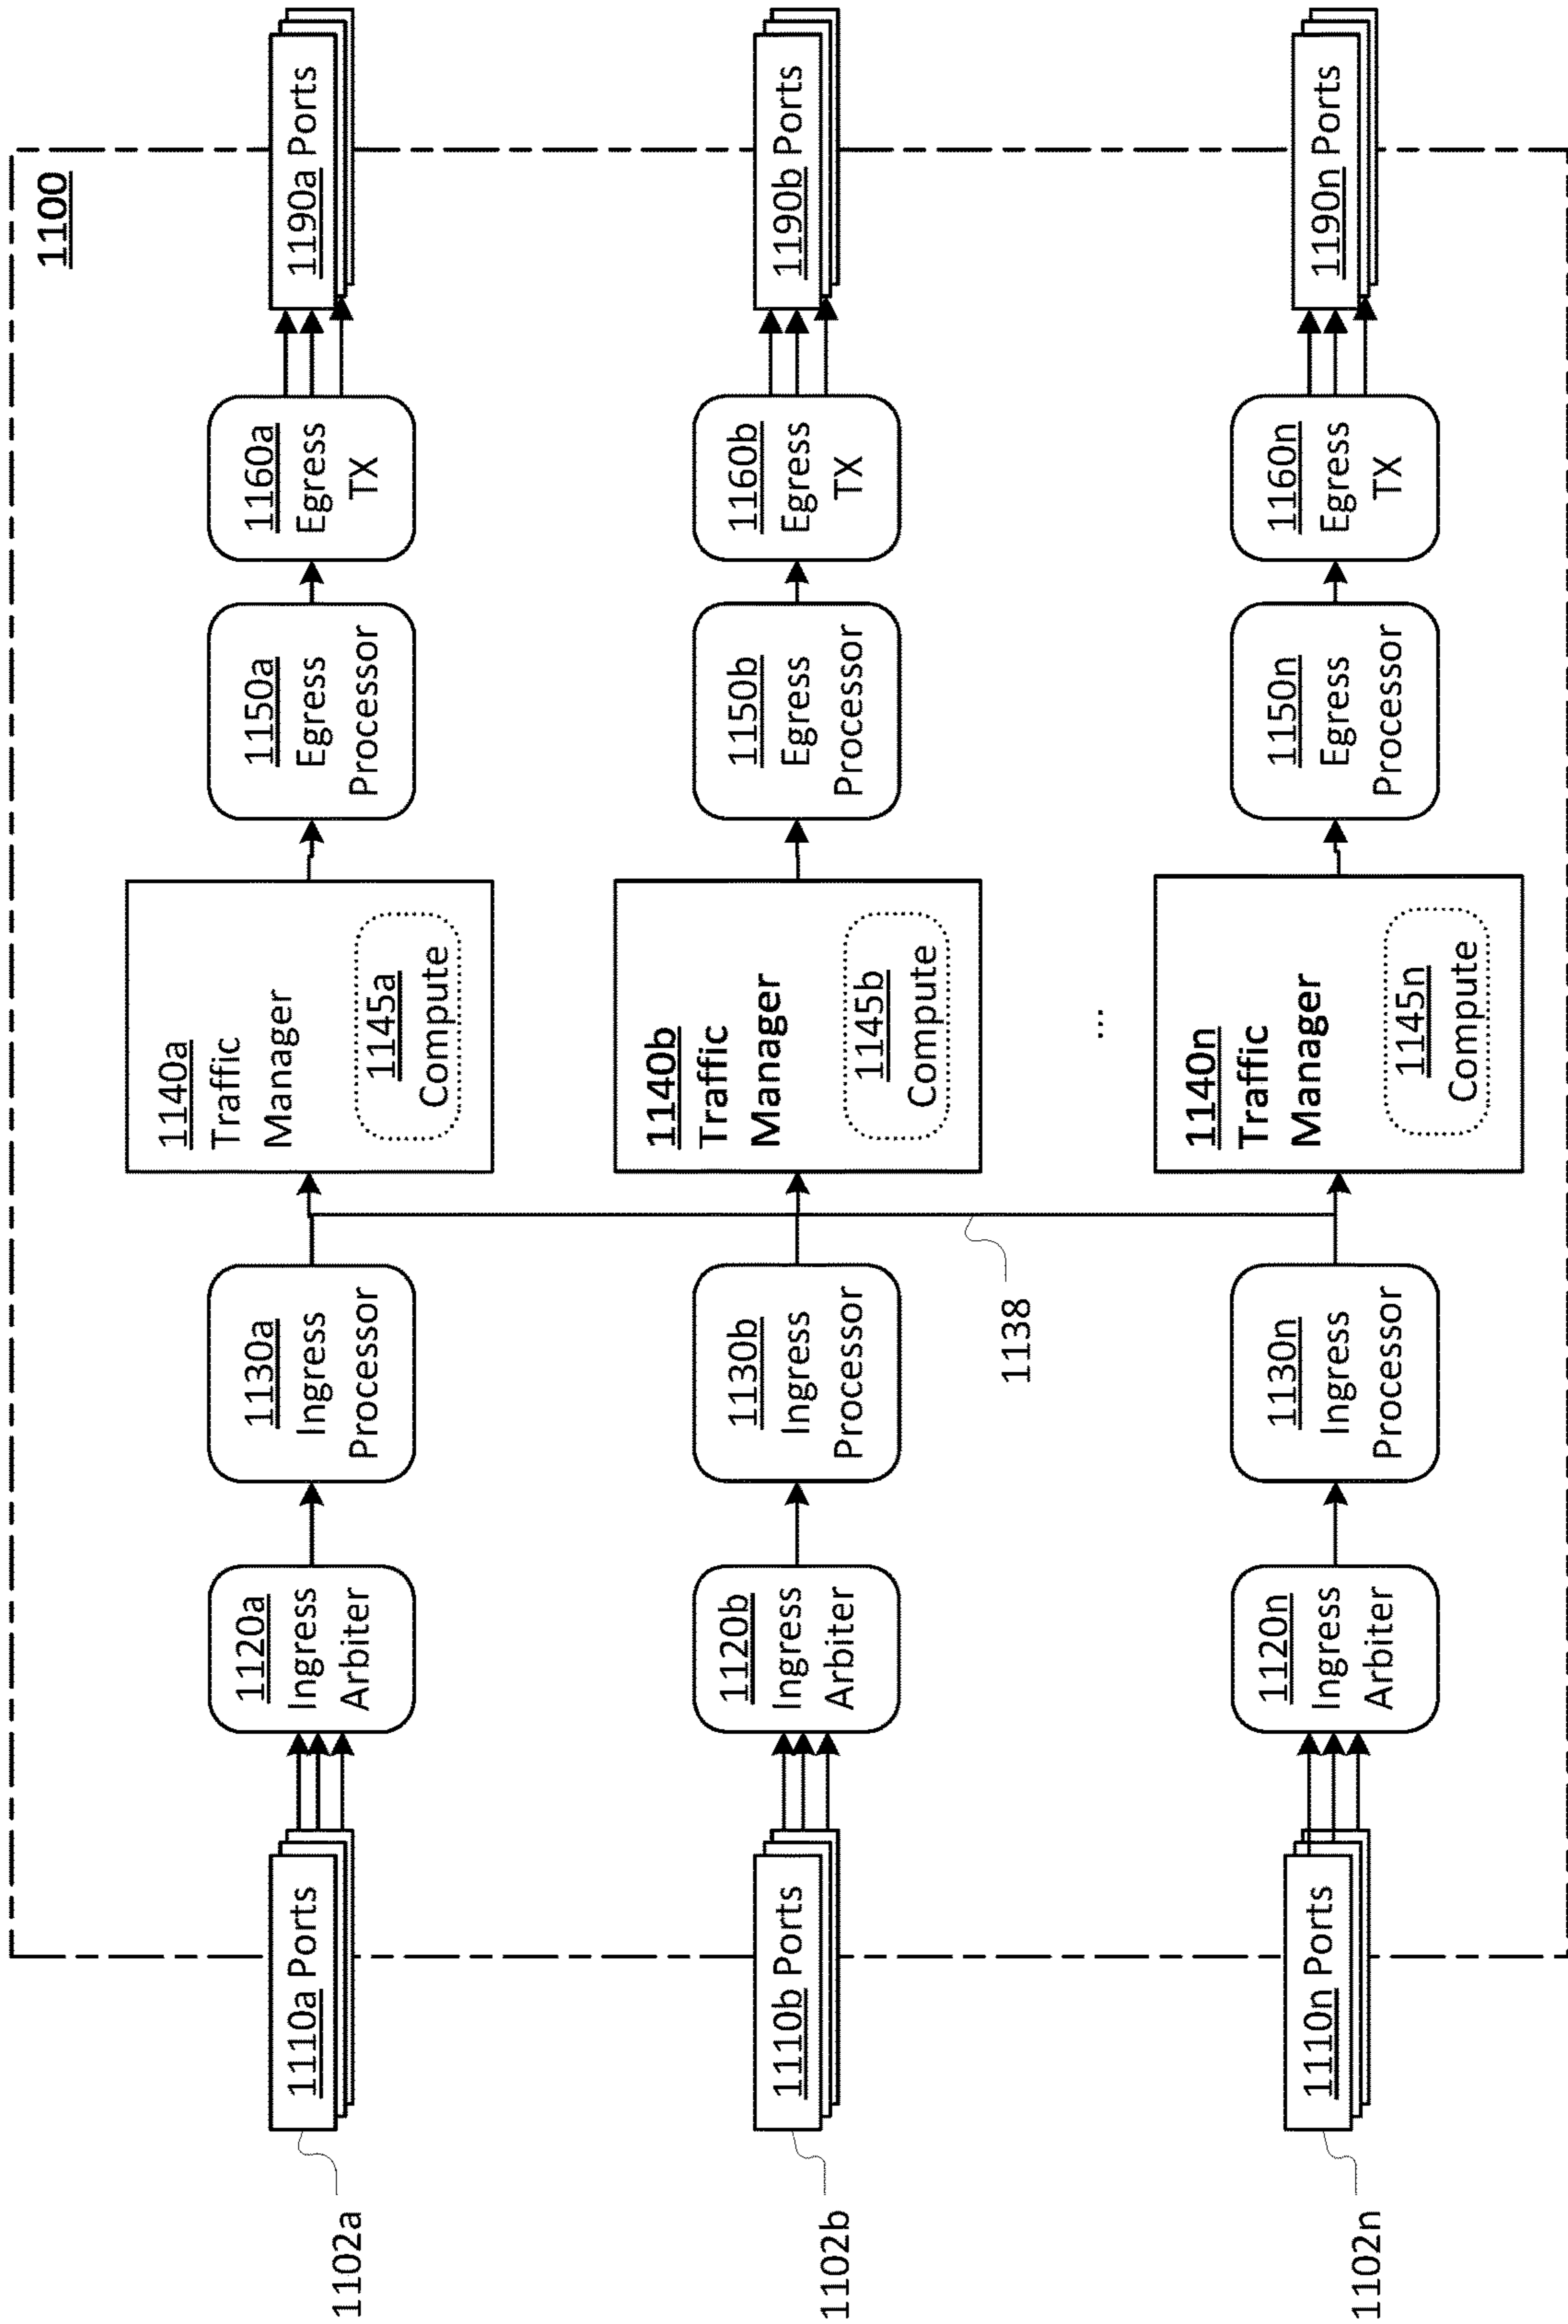 1100
1102a
1110a Ports
1120a
Ingress
Arbiter
1130a
Ingress
Processor
1140a
Traffic
Manager
1145a
Compute
1150a
Egress
Processor
1160a
Egress
TX
1190a Ports
1102b
1110b Ports
1120b
Ingress
Arbiter
1130b
Ingress
Processor
1140b
Traffic
Manager
1145b
Compute
1150b
Egress
Processor
1160b
Egress
TX
1190b Ports
1138
...
1102n
1110n Ports
1120n
Ingress
Arbiter
1130n
Ingress
Processor
1140n
Traffic
Manager
1145n
Compute
1150n
Egress
Processor
1160n
Egress
TX
1190n Ports